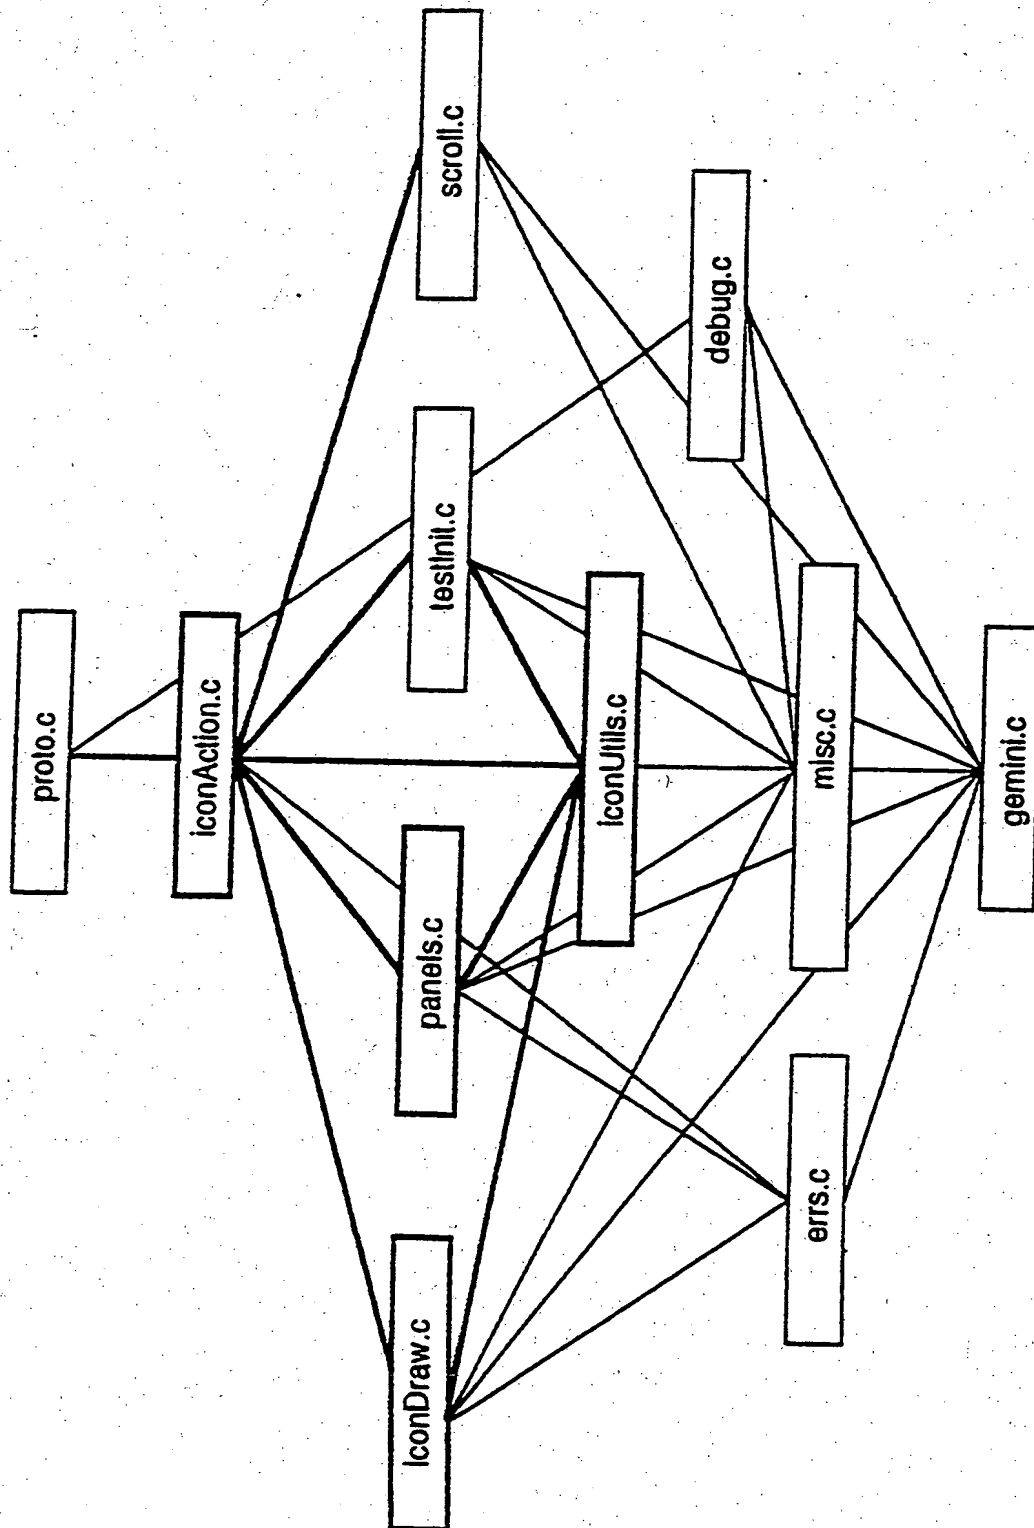 proto.c
iconAction.c
iconDraw.c
panels.c
testInit.c
scroll.c
iconUtils.c
debug.c
errs.c
misc.c
gemini.c